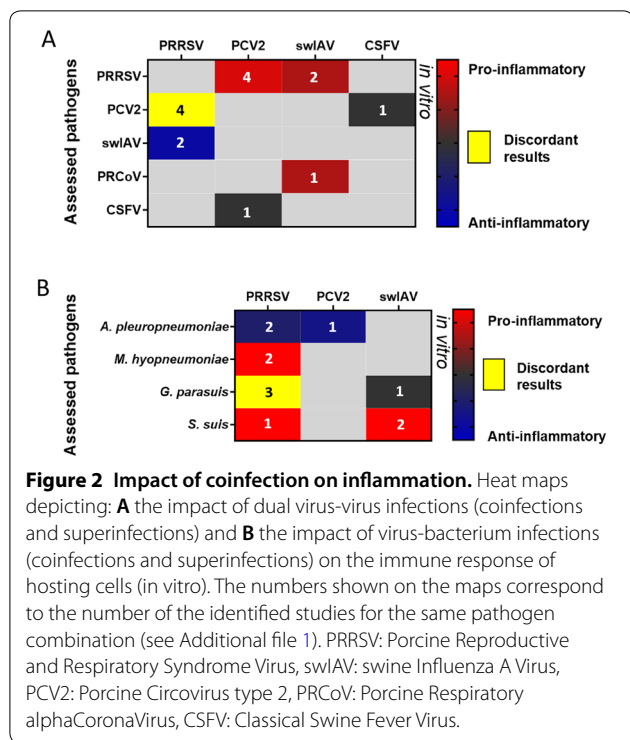 A
PRRSV PCV2 swIAV CSFV
Assessed pathogens
PRRSV 4 2
PCV2 4 1
swIAV 2
PRCoV 1
CSFV 1
in vitro
Pro-inflammatory
Discordant
results
Anti-inflammatory
B
PRRSV PCV2 swIAV
Assessed pathogens
A. pleuropneumoniae 2 1
M. hyopneumoniae 2
G. parasuis 3 1
S. suis 1 2
in vitro
Pro-inflammatory
Discordant
results
Anti-inflammatory
Figure 2 Impact of coinfection on inflammation. Heat maps
depicting: A the impact of dual virus-virus infections (coinfections
and superinfections) and B the impact of virus-bacterium infections
(coinfections and superinfections) on the immune response of
hosting cells (in vitro). The numbers shown on the maps correspond
to the number of the identified studies for the same pathogen
combination (see Additional file 1). PRRSV: Porcine Reproductive
and Respiratory Syndrome Virus, swIAV: swine Influenza A Virus,
PCV2: Porcine Circovirus type 2, PRCoV: Porcine Respiratory
alphaCoronaVirus, CSFV: Classical Swine Fever Virus.